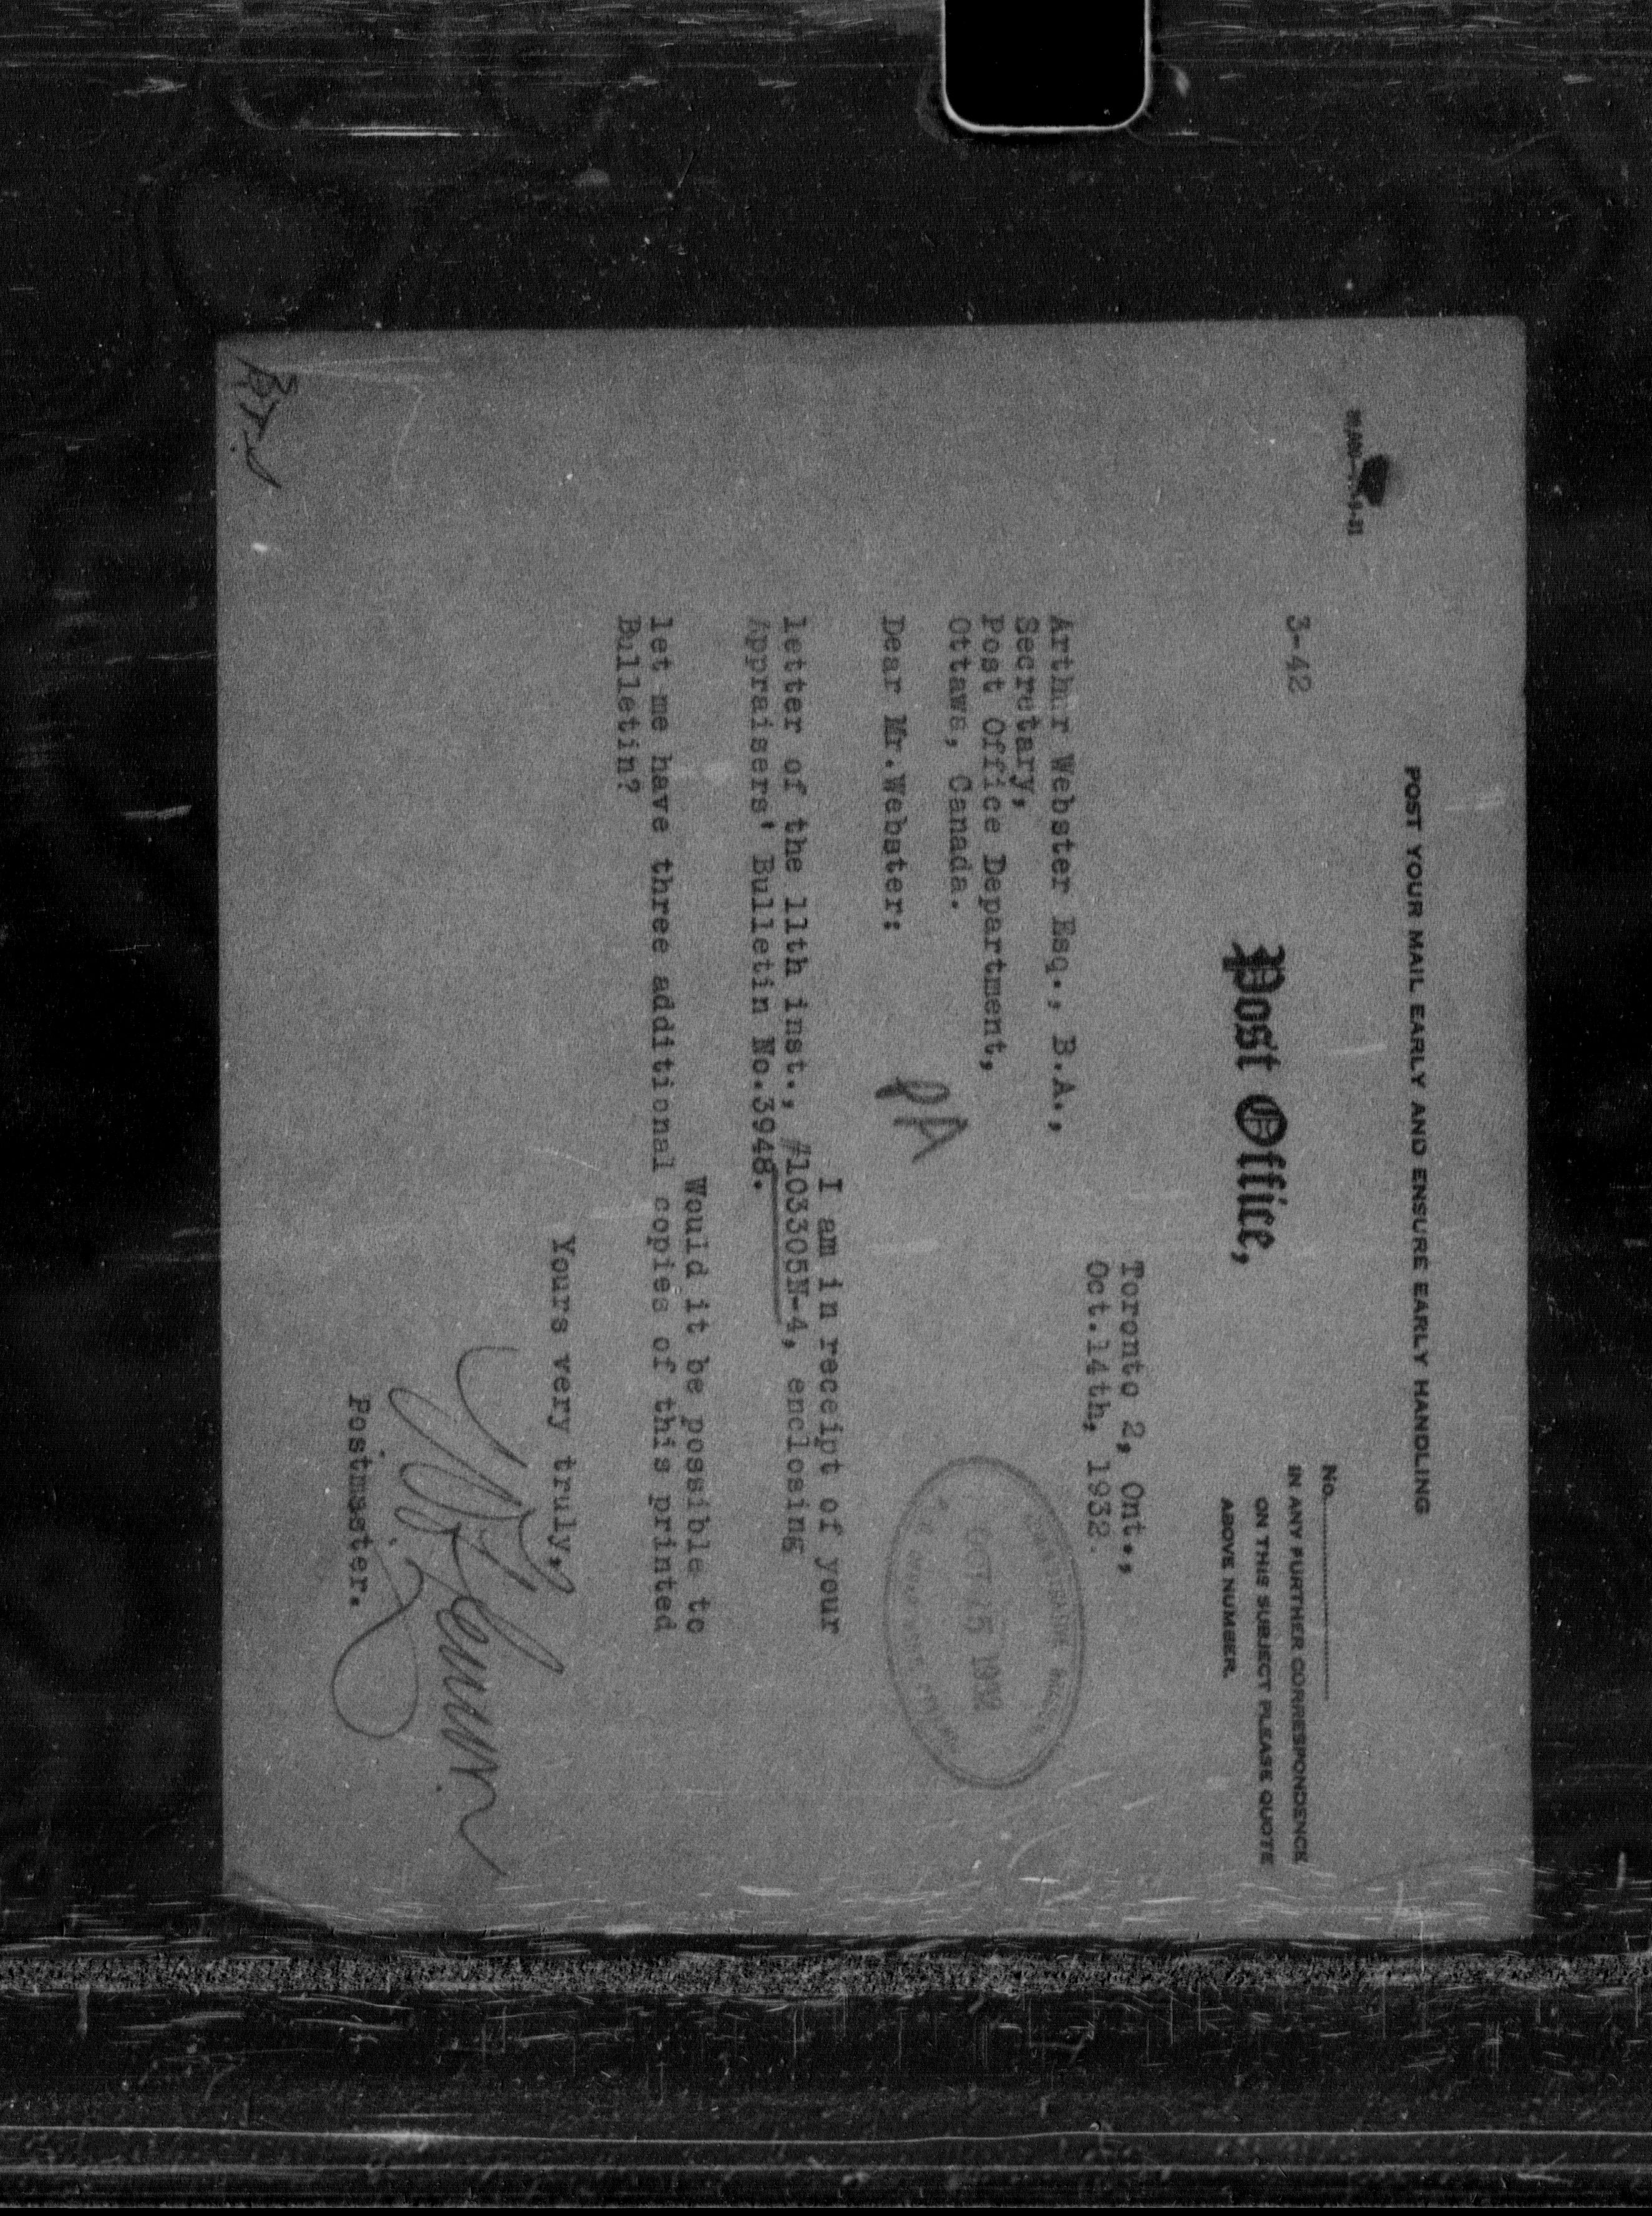 POST YOUR MAIL EARLY AND ENSURE EARLY HANDLING
No.
IN ANY FURTHER CORRESPONDENCE
ON THIS SUBJECT PLEASE QUOTE
ABOVE NUMBER.
3-42
Post Office,
Toronto 2, Ont.,
Oct.14th, 1932.
Arthur Webster Esq., B.A.,
Secretary,
Post Office Department,
Ottawa, Canada.
OCT 15 1932
PA
Dear Mr.Webster:
I am in receipt of your
letter of the 11th inst., #103305N-4, enclosing
Appraisers' Bulletin No.3948.
Would it be possible to
let me have three additional copies of this printed
Bulletin?
Yours very truly,
Postmaster.